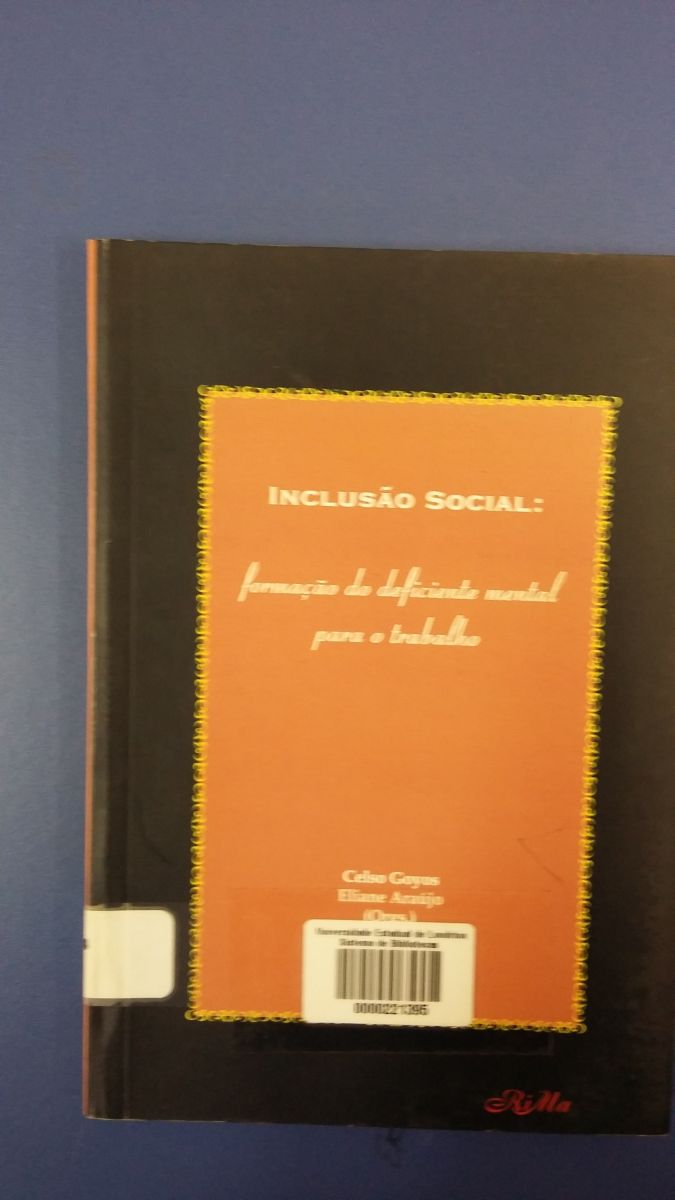 INCLUSÃO SOCIAL:
formação do deficiente mental
para o trabalho
Celso Goyos
Eliane Araújo
(Orgs.)
Universidade Estadual de Londrina
Sistema de Bibliotecas
0000221395
RiMa